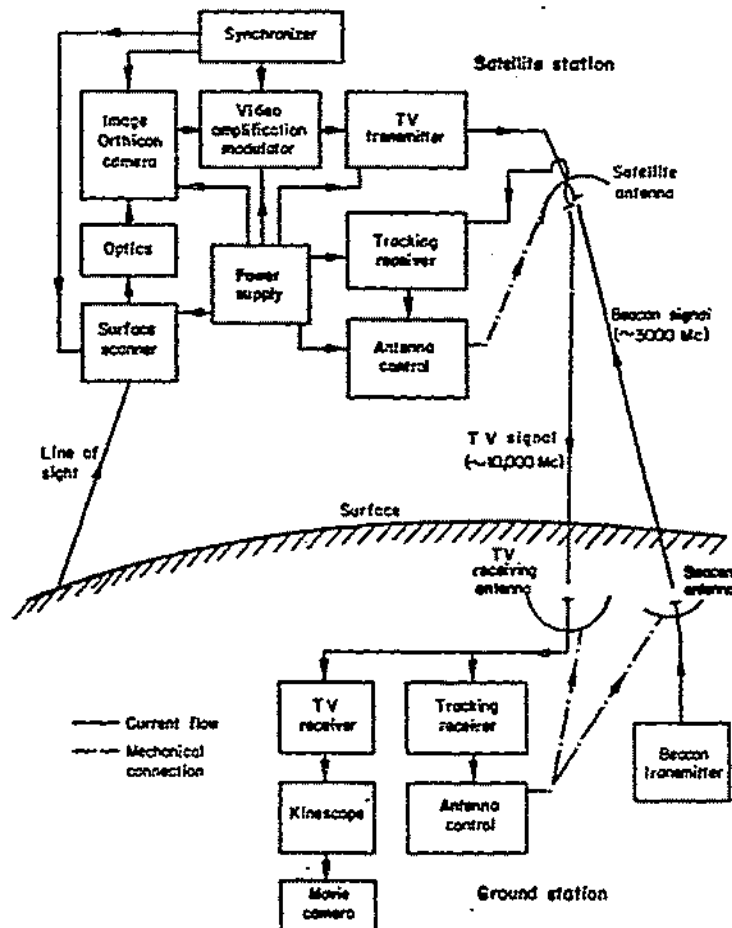 Synchronizer
Satellite station
Image
Orthicon
camera
Video
amplification
modulator
TV
transmitter
Satellite
antenna
Optics
Power
supply
Tracking
receiver
Surface
scanner
Antenna
control
Beacon signal
(~3000 Mc)
Line of
sight
TV signal
(~10,000 Mc)
Surface
TV
receiving
antenna
Beacon
antenna
Current flow
Mechanical
connection
TV
receiver
Tracking
receiver
Beacon
transmitter
Kinescope
Antenna
control
Movie
camera
Ground station